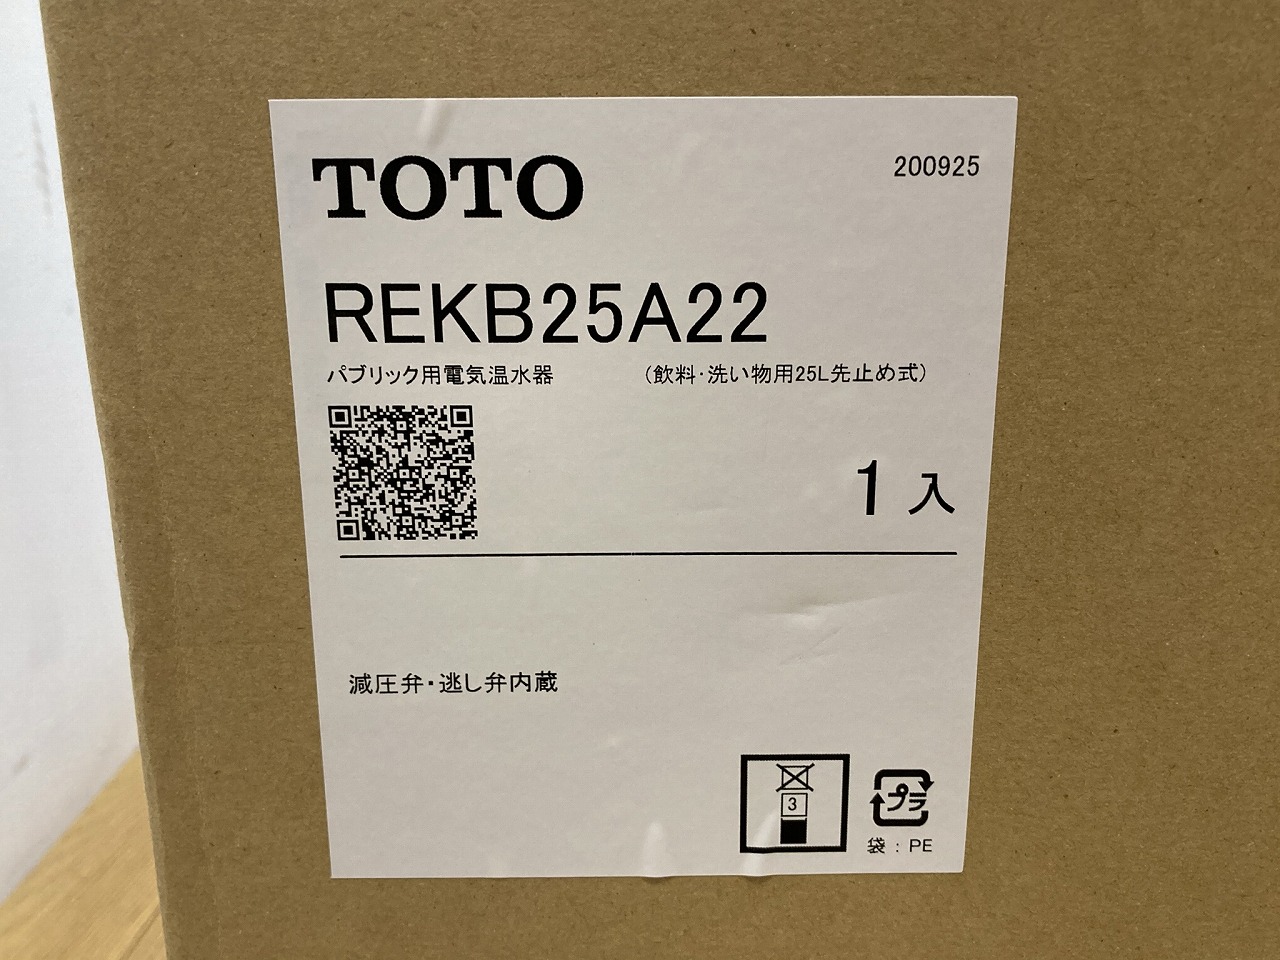 TOTO
200925
REKB25A22
パブリック用電気温水器 （飲料･洗い物用25L先止め式）
1 入
減圧弁・逃し弁内蔵
3
プラ
袋 : PE